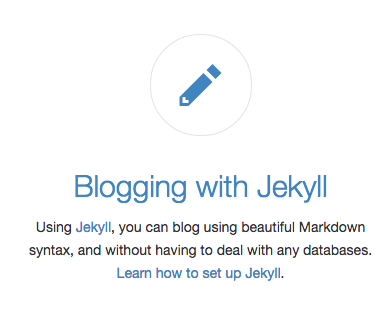 Blogging with Jekyll
Using Jekyll, you can blog using beautiful Markdown
syntax, and without having to deal with any databases.
Learn how to set up Jekyll.